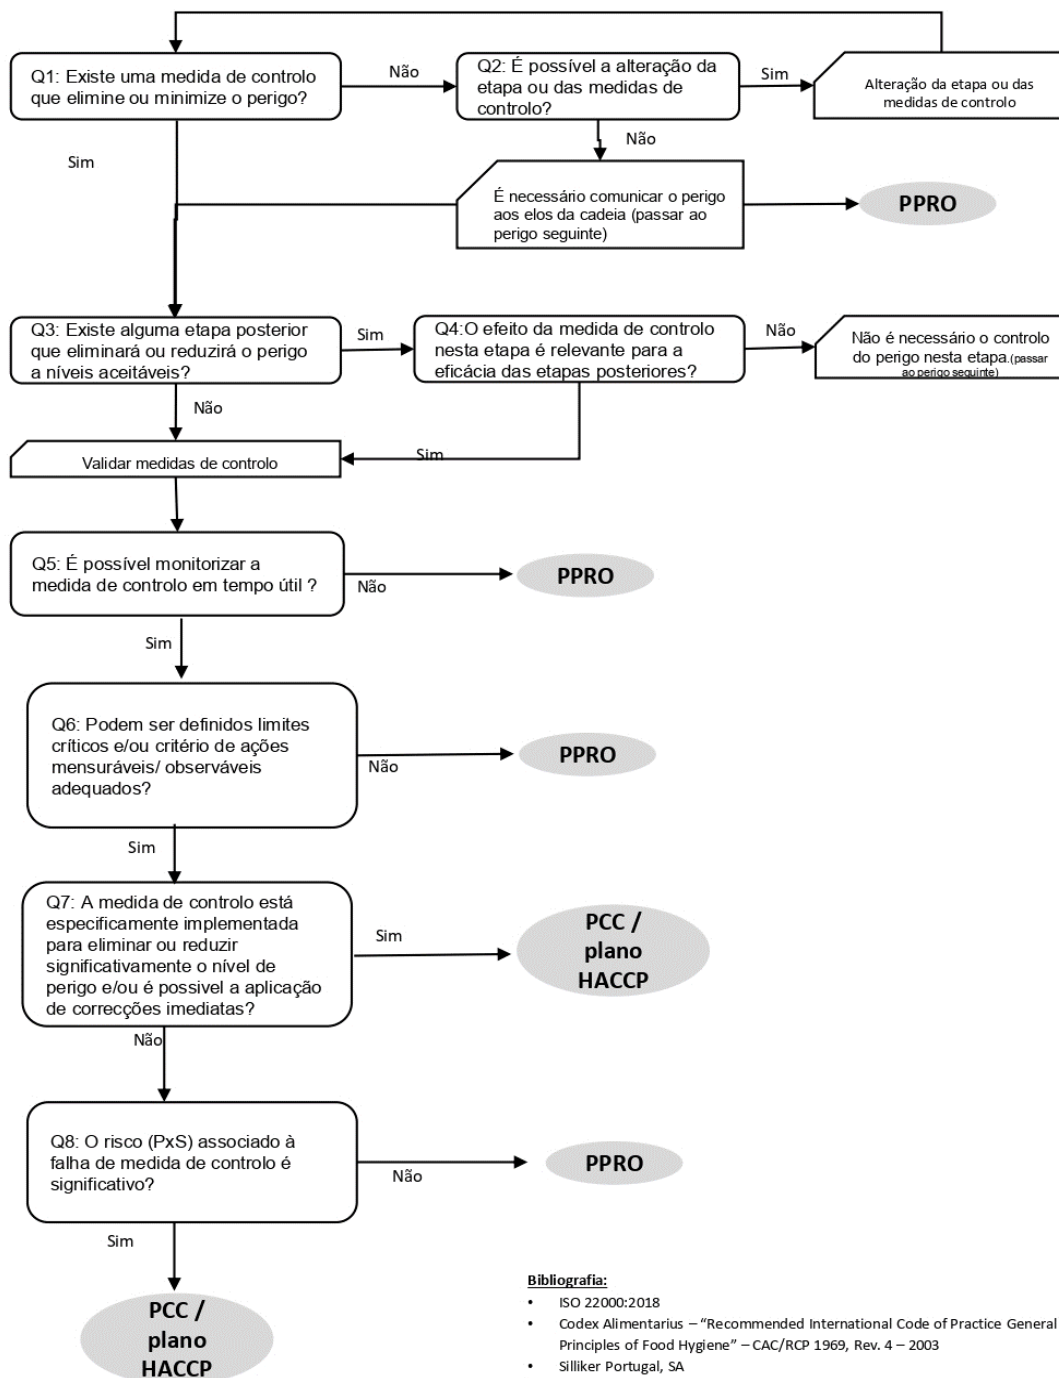 Q1: Existe uma medida de controlo
que elimine ou minimize o perigo?
Não
Q2: É possível a alteração da
etapa ou das medidas de
controlo?
Sim
Alteração da etapa ou das
medidas de controlo
Sim
Não
É necessário comunicar o perigo
aos elos da cadeia (passar ao
perigo seguinte)
PPRO
Q3: Existe alguma etapa posterior
que eliminará ou reduzirá o perigo
a níveis aceitáveis?
Sim
Q4:O efeito da medida de controlo
nesta etapa é relevante para a
eficácia das etapas posteriores?
Não
Não é necessário o controlo
do perigo nesta etapa.(passar
ao perigo seguinte)
Não
Sim
Validar medidas de controlo
Q5: É possível monitorizar a
medida de controlo em tempo útil ?
Não
PPRO
Sim
Q6: Podem ser definidos limites
críticos e/ou critério de ações
mensuráveis/ observáveis
adequados?
Não
PPRO
Sim
Q7: A medida de controlo está
especificamente implementada
para eliminar ou reduzir
significativamente o nível de
perigo e/ou é possivel a aplicação
de correcções imediatas?
Sim
PCC /
plano
HACCP
Não
Q8: O risco (PxS) associado à
falha de medida de controlo é
significativo?
Não
PPRO
Sim
PCC /
plano
HACCP
Bibliografia:
• ISO 22000:2018
• Codex Alimentarius – “Recommended International Code of Practice General
Principles of Food Hygiene” – CAC/RCP 1969, Rev. 4 – 2003
• Silliker Portugal, SA